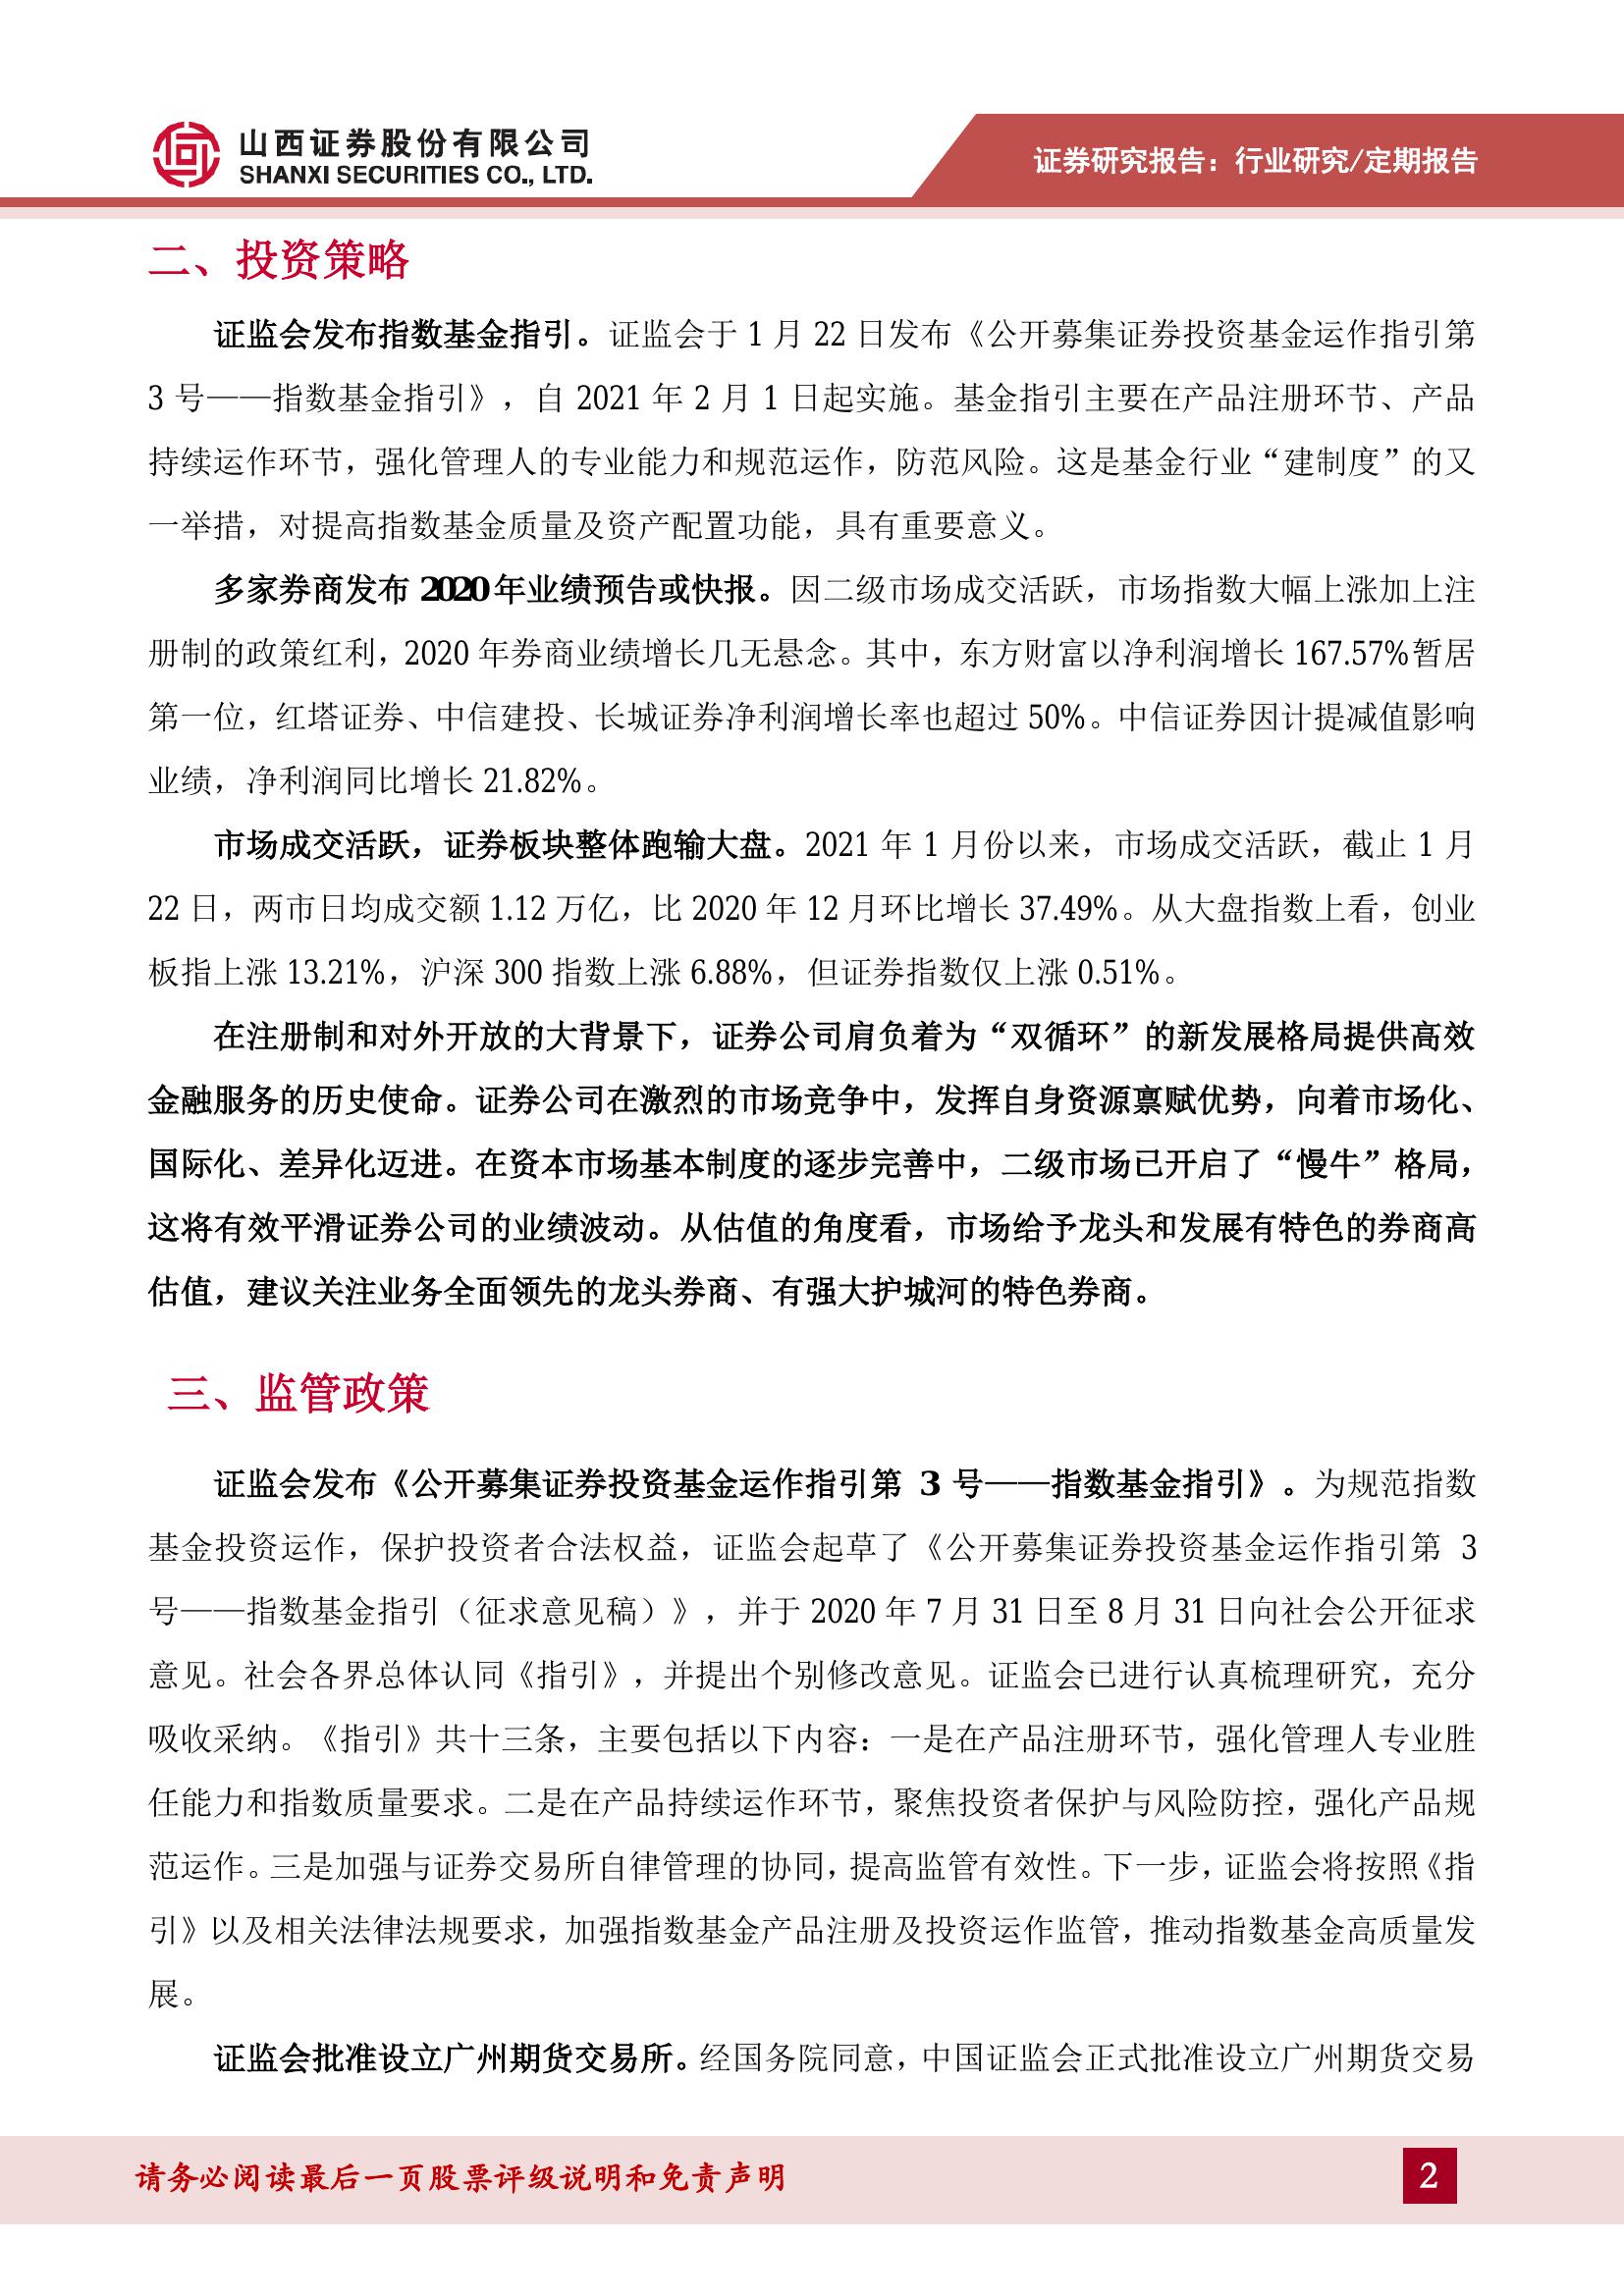 山西证券股份有限公司
SHANXI SECURITIES CO., LTD.
证券研究报告：行业研究/定期报告
二、投资策略
证监会发布指数基金指引。证监会于 1 月 22 日发布《公开募集证券投资基金运作指引第
3 号——指数基金指引》，自 2021 年 2 月 1 日起实施。基金指引主要在产品注册环节、产品
持续运作环节，强化管理人的专业能力和规范运作，防范风险。这是基金行业“建制度”的又
一举措，对提高指数基金质量及资产配置功能，具有重要意义。
多家券商发布 2020 年业绩预告或快报。因二级市场成交活跃，市场指数大幅上涨加上注
册制的政策红利，2020 年券商业绩增长几无悬念。其中，东方财富以净利润增长 167.57%暂居
第一位，红塔证券、中信建投、长城证券净利润增长率也超过 50%。中信证券因计提减值影响
业绩，净利润同比增长 21.82%。
市场成交活跃，证券板块整体跑输大盘。2021 年 1 月份以来，市场成交活跃，截止 1 月
22 日，两市日均成交额 1.12 万亿，比 2020 年 12 月环比增长 37.49%。从大盘指数上看，创业
板指上涨 13.21%，沪深 300 指数上涨 6.88%，但证券指数仅上涨 0.51%。
在注册制和对外开放的大背景下，证券公司肩负着为“双循环”的新发展格局提供高效
金融服务的历史使命。证券公司在激烈的市场竞争中，发挥自身资源禀赋优势，向着市场化、
国际化、差异化迈进。在资本市场基本制度的逐步完善中，二级市场已开启了“慢牛”格局，
这将有效平滑证券公司的业绩波动。从估值的角度看，市场给予龙头和发展有特色的券商高
估值，建议关注业务全面领先的龙头券商、有强大护城河的特色券商。
三、监管政策
证监会发布《公开募集证券投资基金运作指引第 3 号——指数基金指引》。为规范指数
基金投资运作，保护投资者合法权益，证监会起草了《公开募集证券投资基金运作指引第 3
号——指数基金指引（征求意见稿）》，并于 2020 年 7 月 31 日至 8 月 31 日向社会公开征求
意见。社会各界总体认同《指引》，并提出个别修改意见。证监会已进行认真梳理研究，充分
吸收采纳。《指引》共十三条，主要包括以下内容：一是在产品注册环节，强化管理人专业胜
任能力和指数质量要求。二是在产品持续运作环节，聚焦投资者保护与风险防控，强化产品规
范运作。三是加强与证券交易所自律管理的协同，提高监管有效性。下一步，证监会将按照《指
引》以及相关法律法规要求，加强指数基金产品注册及投资运作监管，推动指数基金高质量发
展。
证监会批准设立广州期货交易所。经国务院同意，中国证监会正式批准设立广州期货交易
请务必阅读最后一页股票评级说明和免责声明
2